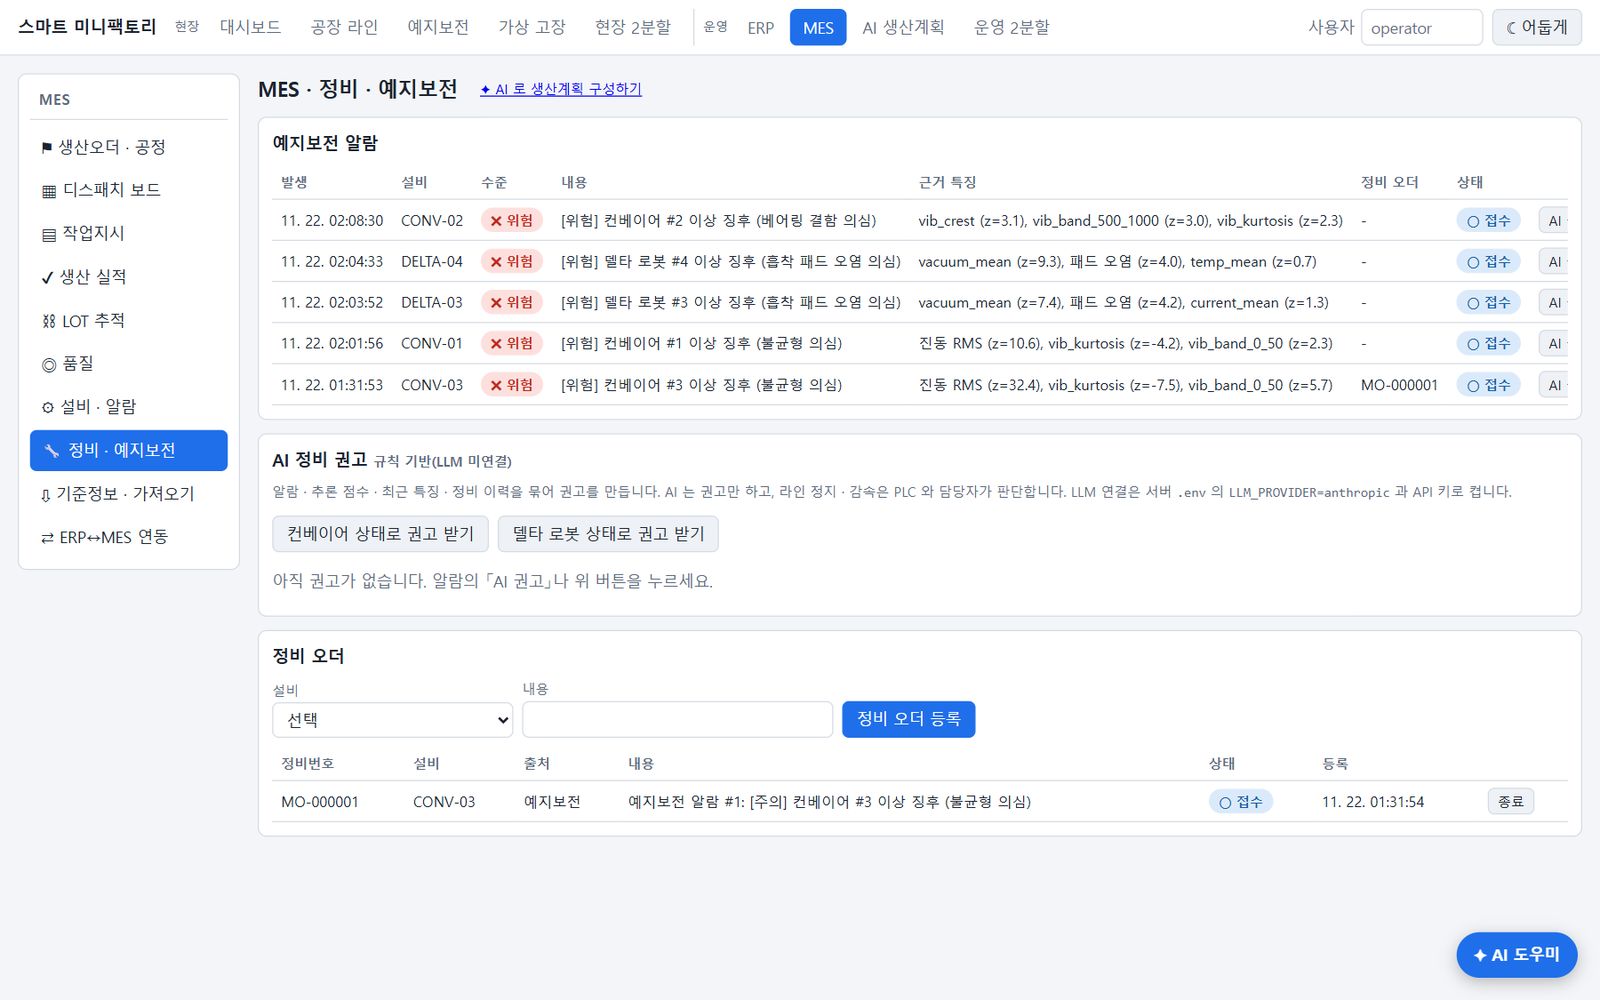 스마트 미니팩토리 현장 대시보드 공장 라인 예지보전 가상 고장 현장 2분할 운영 ERP MES AI 생산계획 운영 2분할 사용자 operator ☾ 어둡게
MES
⚑ 생산오더 · 공정
▦ 디스패치 보드
▤ 작업지시
✓ 생산 실적
⛓ LOT 추적
◎ 품질
⚙ 설비 · 알람
🔧 정비 · 예지보전
⇩ 기준정보 · 가져오기
⇄ ERP↔MES 연동
MES · 정비 · 예지보전 ✦ AI 로 생산계획 구성하기
예지보전 알람
발생 설비 수준 내용 근거 특징 정비 오더 상태
11. 22. 02:08:30 CONV-02 ✕ 위험 [위험] 컨베이어 #2 이상 징후 (베어링 결함 의심) vib_crest (z=3.1), vib_band_500_1000 (z=3.0), vib_kurtosis (z=2.3) - ○ 접수 AI
11. 22. 02:04:33 DELTA-04 ✕ 위험 [위험] 델타 로봇 #4 이상 징후 (흡착 패드 오염 의심) vacuum_mean (z=9.3), 패드 오염 (z=4.0), temp_mean (z=0.7) - ○ 접수 AI
11. 22. 02:03:52 DELTA-03 ✕ 위험 [위험] 델타 로봇 #3 이상 징후 (흡착 패드 오염 의심) vacuum_mean (z=7.4), 패드 오염 (z=4.2), current_mean (z=1.3) - ○ 접수 AI
11. 22. 02:01:56 CONV-01 ✕ 위험 [위험] 컨베이어 #1 이상 징후 (불균형 의심) 진동 RMS (z=10.6), vib_kurtosis (z=-4.2), vib_band_0_50 (z=2.3) - ○ 접수 AI
11. 22. 01:31:53 CONV-03 ✕ 위험 [위험] 컨베이어 #3 이상 징후 (불균형 의심) 진동 RMS (z=32.4), vib_kurtosis (z=-7.5), vib_band_0_50 (z=5.7) MO-000001 ○ 접수 AI
AI 정비 권고 규칙 기반(LLM 미연결)
알람 · 추론 점수 · 최근 특징 · 정비 이력을 묶어 권고를 만듭니다. AI 는 권고만 하고, 라인 정지 · 감속은 PLC 와 담당자가 판단합니다. LLM 연결은 서버 .env 의 LLM_PROVIDER=anthropic 과 API 키로 켭니다.
컨베이어 상태로 권고 받기 델타 로봇 상태로 권고 받기
아직 권고가 없습니다. 알람의 「AI 권고」나 위 버튼을 누르세요.
정비 오더
설비 내용
선택 정비 오더 등록
정비번호 설비 출처 내용 상태 등록
MO-000001 CONV-03 예지보전 예지보전 알람 #1: [주의] 컨베이어 #3 이상 징후 (불균형 의심) ○ 접수 11. 22. 01:31:54 종료
✦ AI 도우미